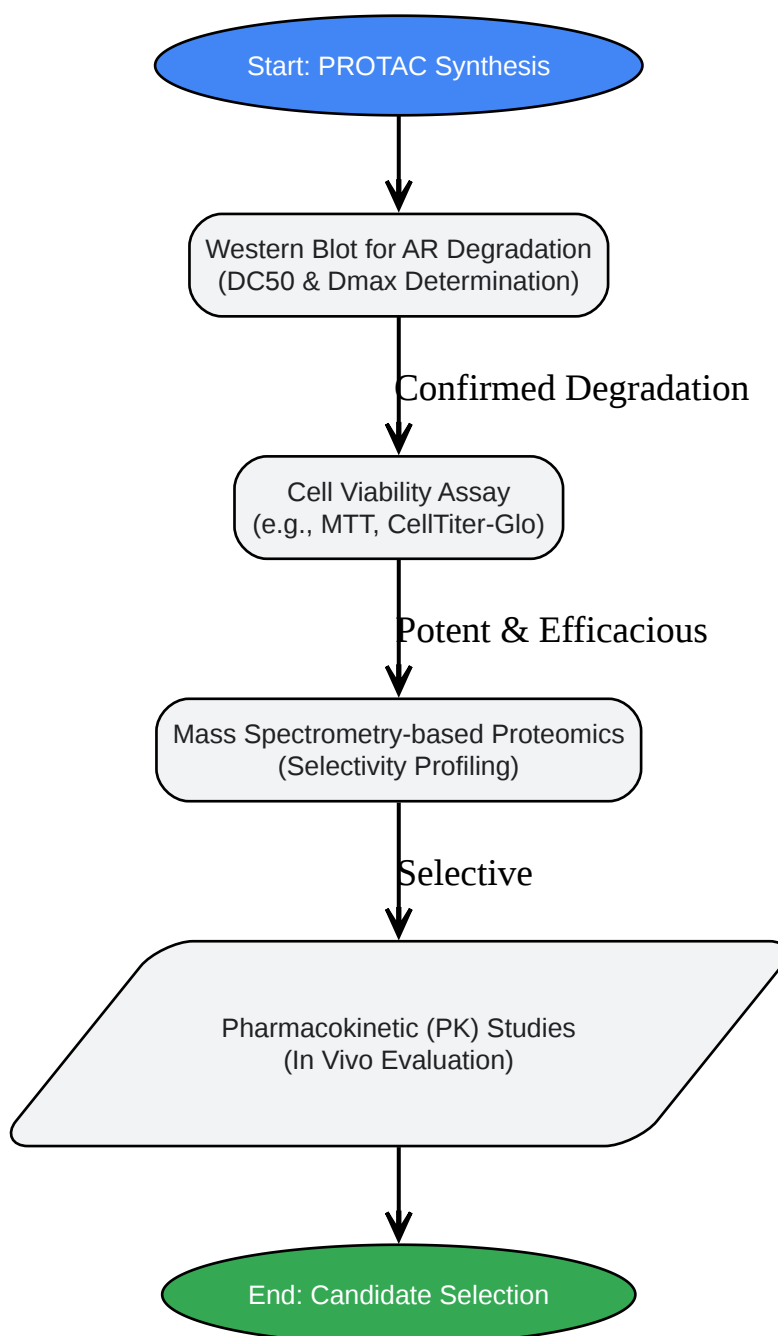 Start: PROTAC Synthesis
Western Blot for AR Degradation
(DC50 & Dmax Determination)
Confirmed Degradation
Cell Viability Assay
(e.g., MTT, CellTiter-Glo)
Potent & Efficacious
Mass Spectrometry-based Proteomics
(Selectivity Profiling)
Selective
Pharmacokinetic (PK) Studies
(In Vivo Evaluation)
End: Candidate Selection